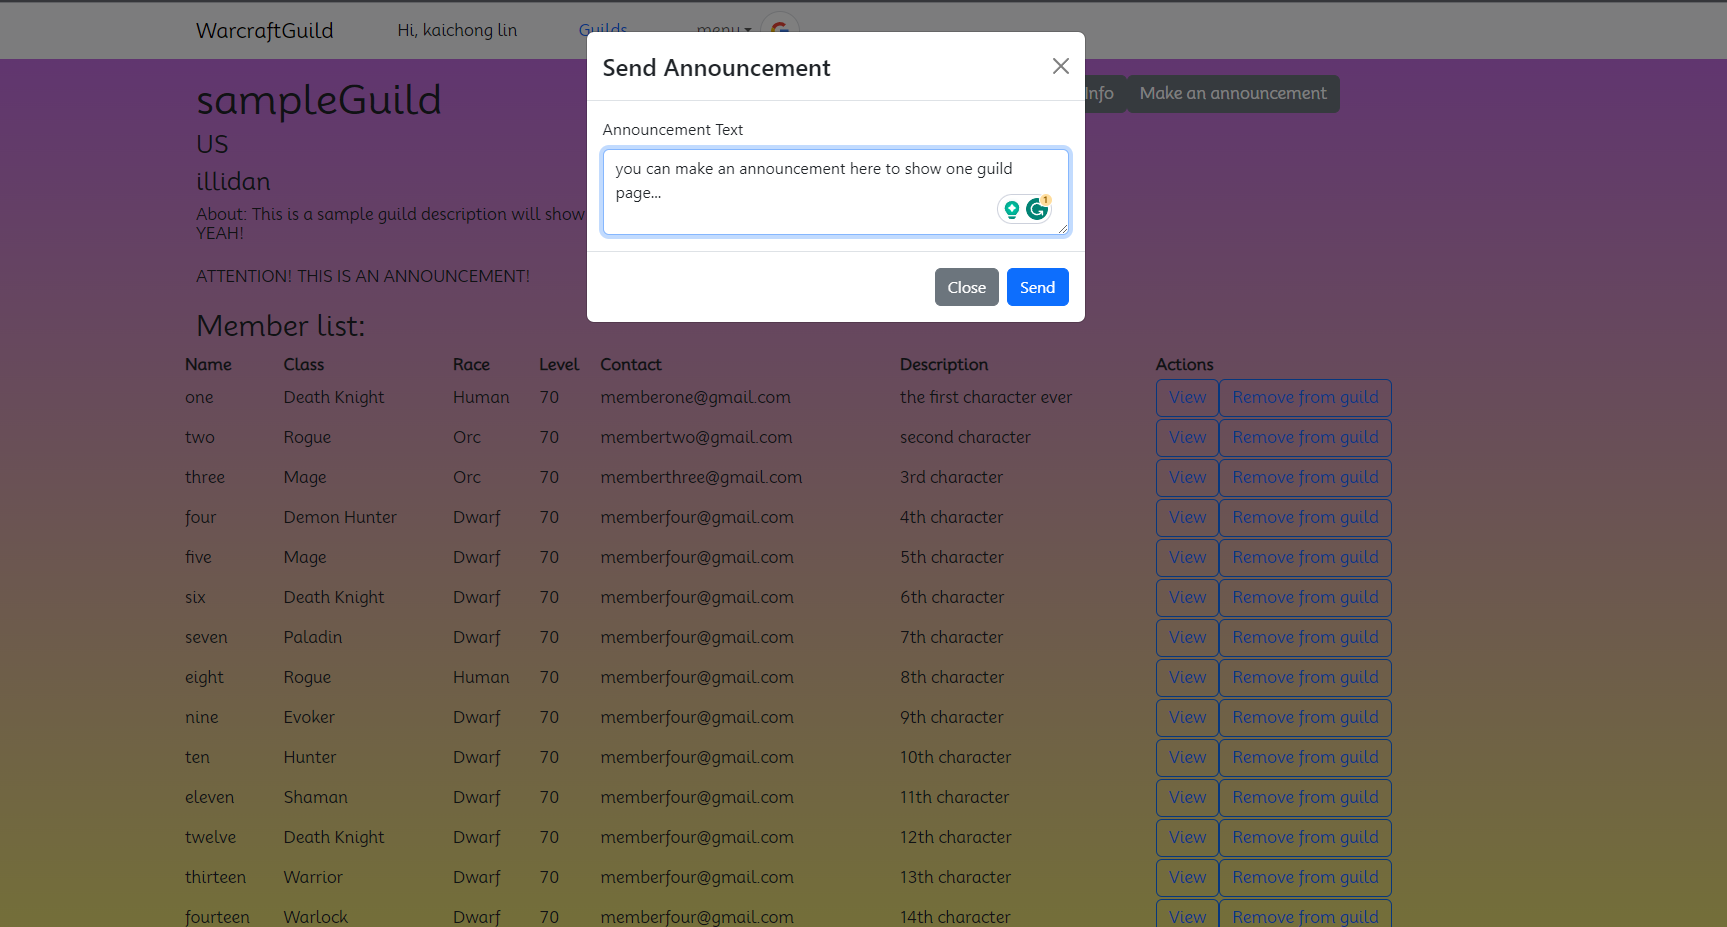 WarcraftGuild Hi, kaichong lin Guilds menu
Send Announcement
sampleGuild Info Make an announcement
US
illidan
About: This is a sample guild description will show
YEAH!
ATTENTION! THIS IS AN ANNOUNCEMENT!
Announcement Text
you can make an announcement here to show one guild
page...
1
Close Send
Member list:
Name Class Race Level Contact Description Actions
one Death Knight Human 70 memberone@gmail.com the first character ever View Remove from guild
two Rogue Orc 70 membertwo@gmail.com second character View Remove from guild
three Mage Orc 70 memberthree@gmail.com 3rd character View Remove from guild
four Demon Hunter Dwarf 70 memberfour@gmail.com 4th character View Remove from guild
five Mage Dwarf 70 memberfour@gmail.com 5th character View Remove from guild
six Death Knight Dwarf 70 memberfour@gmail.com 6th character View Remove from guild
seven Paladin Dwarf 70 memberfour@gmail.com 7th character View Remove from guild
eight Rogue Human 70 memberfour@gmail.com 8th character View Remove from guild
nine Evoker Dwarf 70 memberfour@gmail.com 9th character View Remove from guild
ten Hunter Dwarf 70 memberfour@gmail.com 10th character View Remove from guild
eleven Shaman Dwarf 70 memberfour@gmail.com 11th character View Remove from guild
twelve Death Knight Dwarf 70 memberfour@gmail.com 12th character View Remove from guild
thirteen Warrior Dwarf 70 memberfour@gmail.com 13th character View Remove from guild
fourteen Warlock Dwarf 70 memberfour@gmail.com 14th character View Remove from guild